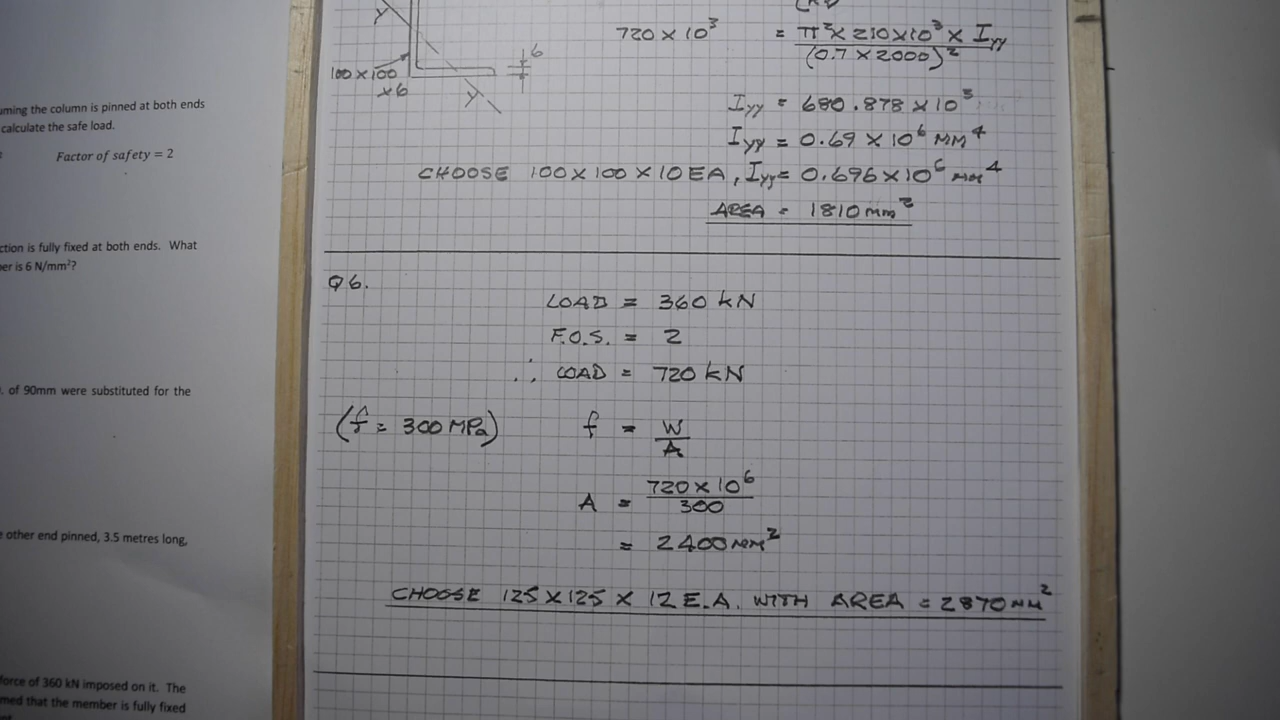 uming the column is pinned at both ends
calculate the safe load.
Factor of safety = 2
ction is fully fixed at both ends. What
er is 6 N/mm²?
. of 90mm were substituted for the
e other end pinned, 3.5 metres long,
force of 360 kN imposed on it. The
med that the member is fully fixed
Y
100 x 100
x 6
6
Y
720 x 10³ = π² x 210 x 10³ x Iyy
(0.7 x 2000)²
Iyy = 680.878 x 10³
Iyy = 0.69 x 10⁶ MM⁴
CHOOSE 100 x 100 x 10 EA, Iyy = 0.696 x 10⁶ MM⁴
AREA = 1810 mm²
Q6.
LOAD = 360 kN
F.O.S. = 2
∴ LOAD = 720 kN
(f = 300 MPa) f = W
A
A = 720 x 10⁶
300
= 2400 MM²
CHOOSE 125 X 125 X 12 E.A. WITH AREA = 2870 MM²